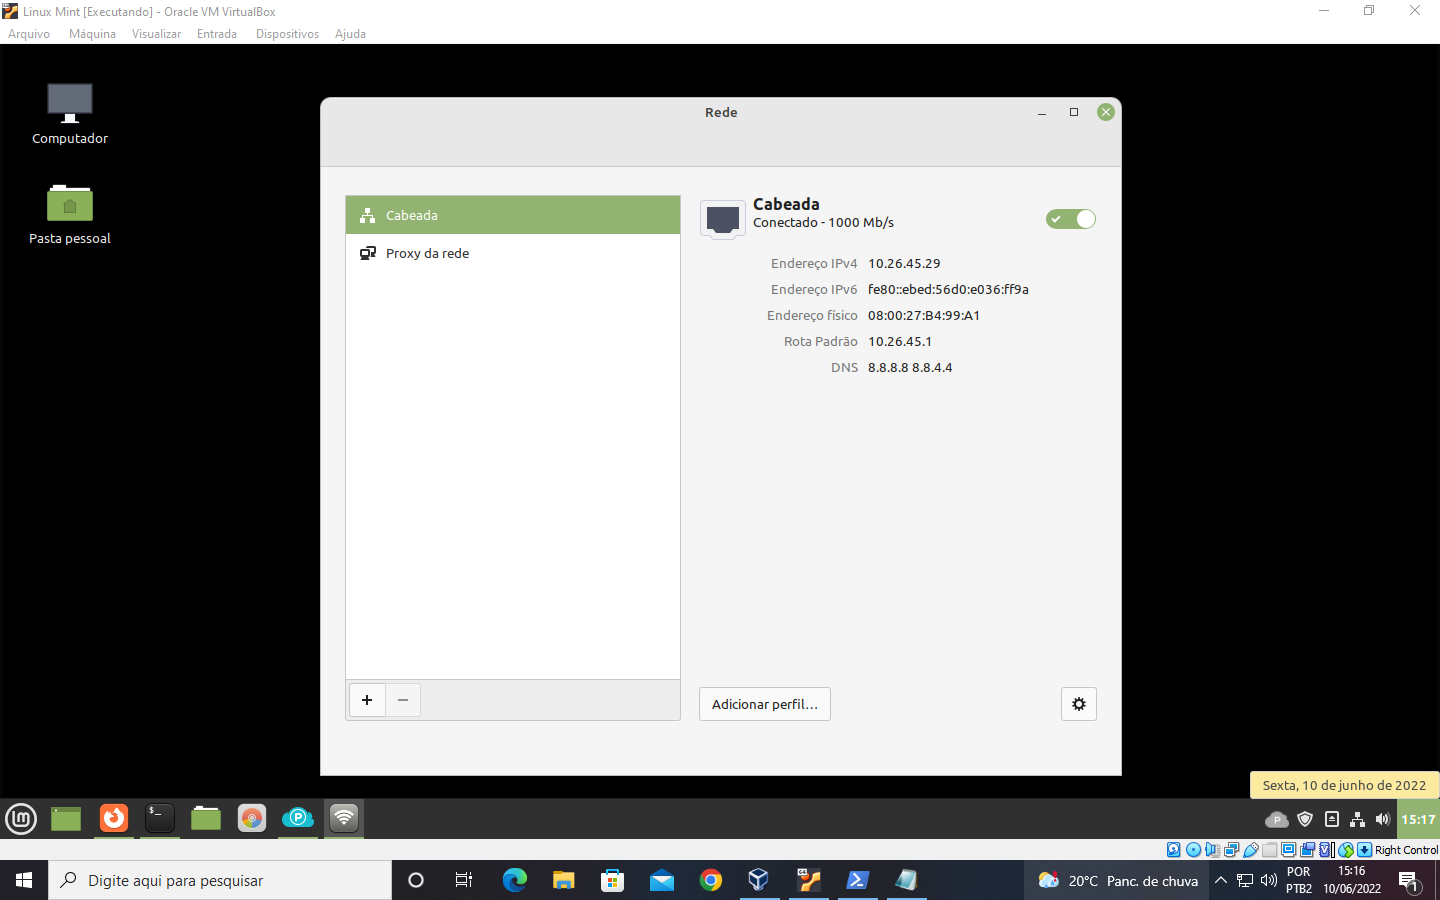 Linux Mint [Executando] - Oracle VM VirtualBox
Arquivo Máquina Visualizar Entrada Dispositivos Ajuda
Computador
Pasta pessoal
Rede
Cabeada
Proxy da rede
Cabeada
Conectado - 1000 Mb/s
Endereço IPv4 10.26.45.29
Endereço IPv6 fe80::ebed:56d0:e036:ff9a
Endereço físico 08:00:27:B4:99:A1
Rota Padrão 10.26.45.1
DNS 8.8.8.8 8.8.4.4
Adicionar perfil...
Sexta, 10 de junho de 2022
15:17
Right Control
Digite aqui para pesquisar
20°C Panc. de chuva
POR
PTB2
15:16
10/06/2022
1